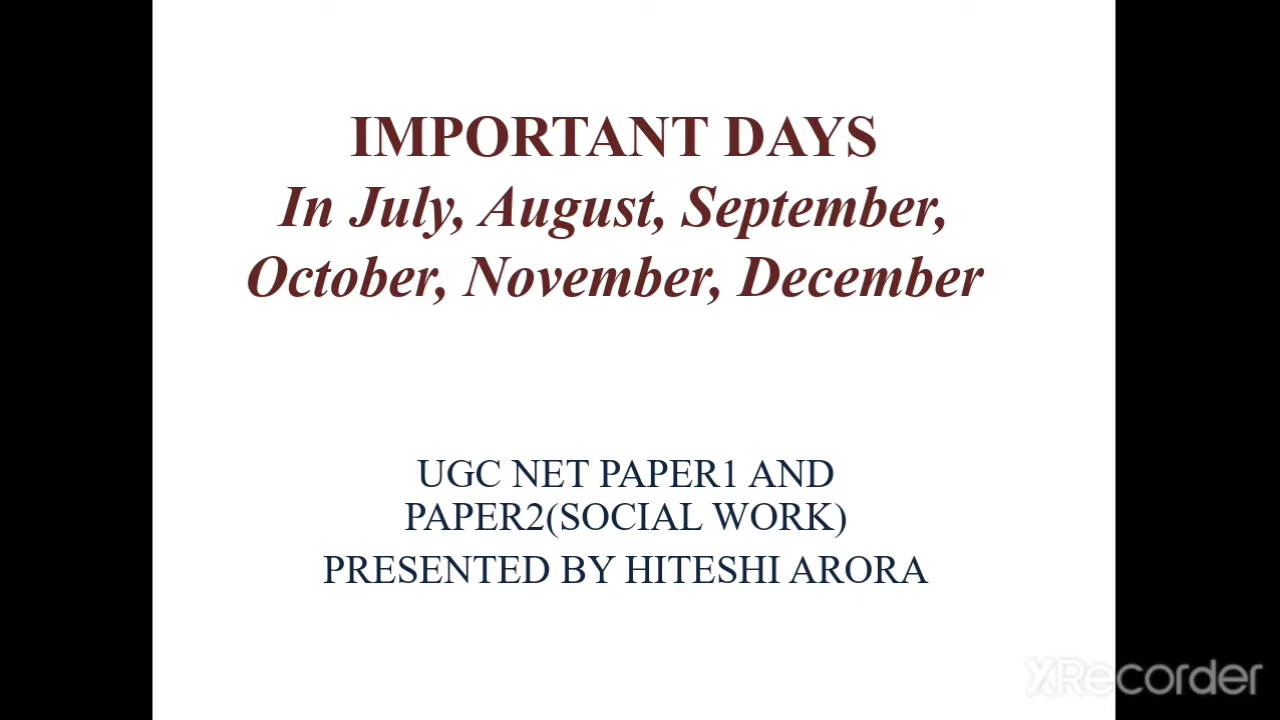 IMPORTANT DAYS
In July, August, September,
October, November, December
UGC NET PAPER1 AND
PAPER2(SOCIAL WORK)
PRESENTED BY HITESHI ARORA
XRecorder